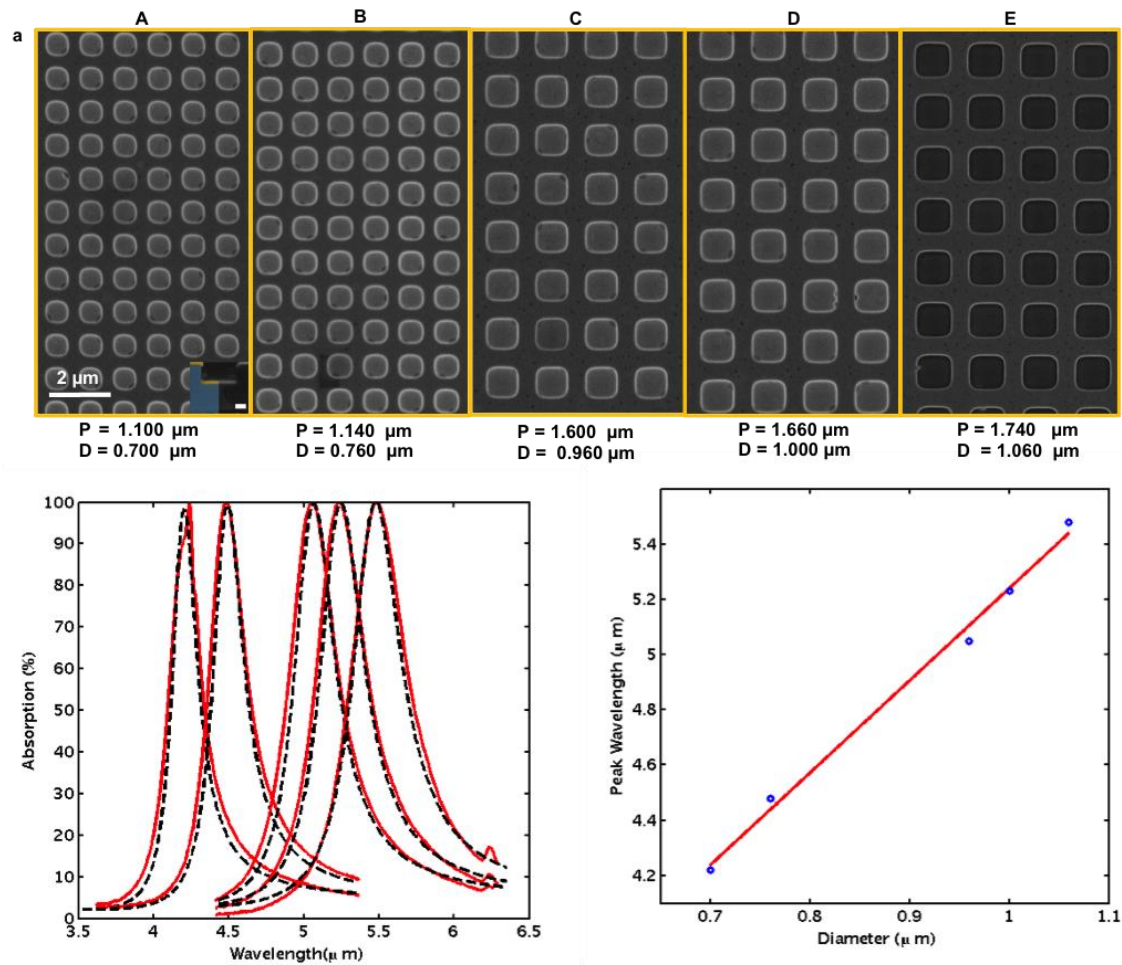 A B C D E
a
2 μm
P = 1.100 μm
D = 0.700 μm
P = 1.140 μm
D = 0.760 μm
P = 1.600 μm
D = 0.960 μm
P = 1.660 μm
D = 1.000 μm
P = 1.740 μm
D = 1.060 μm
100
90
80
70
60
50
40
30
20
10
0
Absorption (%)
3.5 4 4.5 5 5.5 6 6.5
Wavelength(μ m)
5.4
5.2
5
4.8
4.6
4.4
4.2
Peak Wavelength (μ m)
0.7 0.8 0.9 1 1.1
Diameter (μ m)